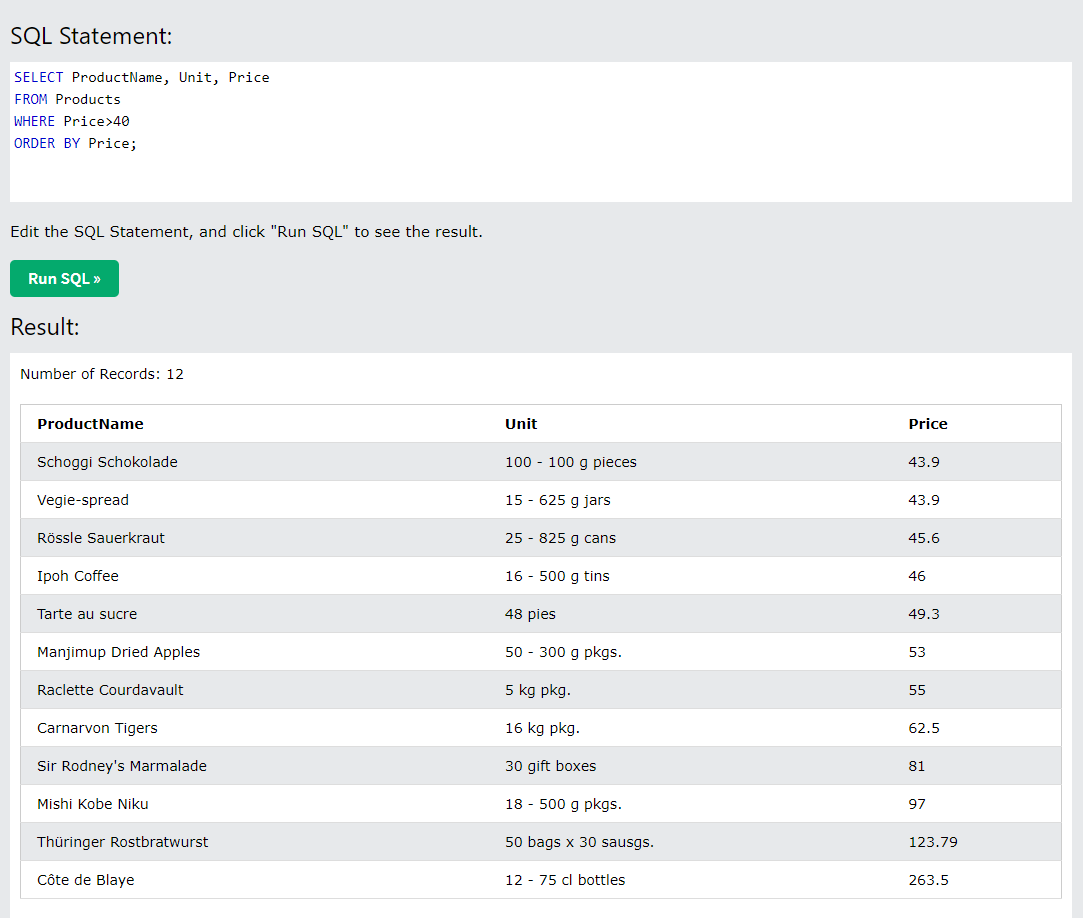 SQL Statement:
SELECT ProductName, Unit, Price
FROM Products
WHERE Price>40
ORDER BY Price;
Edit the SQL Statement, and click "Run SQL" to see the result.
Run SQL »
Result:
Number of Records: 12
ProductName Unit Price
Schoggi Schokolade 100 - 100 g pieces 43.9
Vegie-spread 15 - 625 g jars 43.9
Rössle Sauerkraut 25 - 825 g cans 45.6
Ipoh Coffee 16 - 500 g tins 46
Tarte au sucre 48 pies 49.3
Manjimup Dried Apples 50 - 300 g pkgs. 53
Raclette Courdavault 5 kg pkg. 55
Carnarvon Tigers 16 kg pkg. 62.5
Sir Rodney's Marmalade 30 gift boxes 81
Mishi Kobe Niku 18 - 500 g pkgs. 97
Thüringer Rostbratwurst 50 bags x 30 sausgs. 123.79
Côte de Blaye 12 - 75 cl bottles 263.5